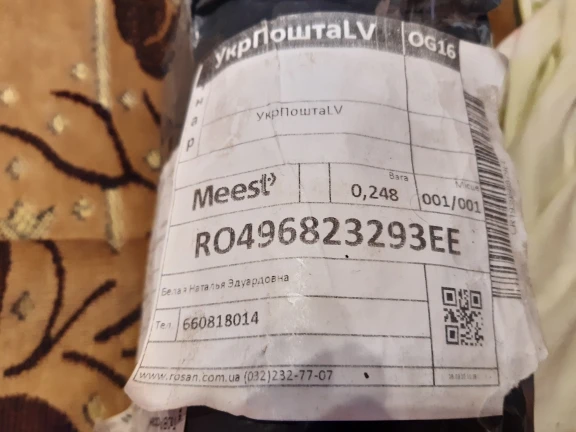 УкрПоштаLV
OG16
н
а
р
УкрПоштаLV
Meest
Вага
0,248
Місця
001/001
RO496823293EE
Белая Наталья Эдуардовна
Тел.
660818014
www.rosan.com.ua (032)232-77-07